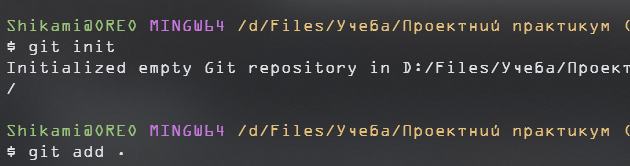 Shikami@OREO MINGW64 /d/Files/Учеба/Проектний практикум (
$ git init
Initialized empty Git repository in D:/Files/Учеба/Проект
/
Shikami@OREO MINGW64 /d/Files/Учеба/Проектний практикум (
$ git add .